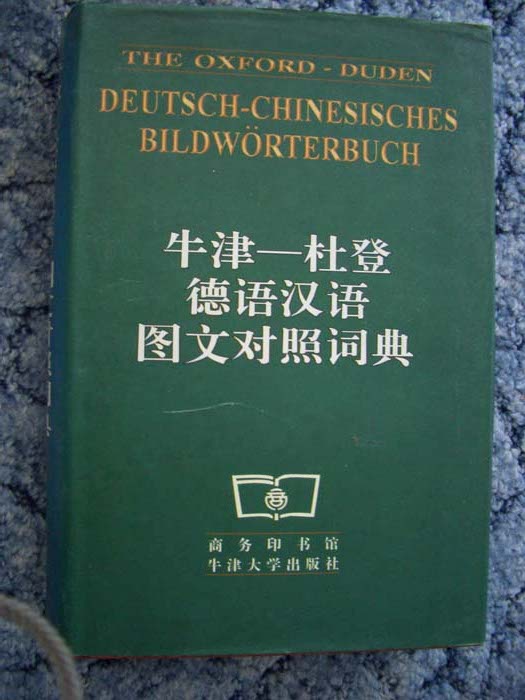 THE OXFORD - DUDEN
DEUTSCH-CHINESISCHES
BILDWÖRTERBUCH
牛津—杜登
德语汉语
图文对照词典
商务印书馆
牛津大学出版社